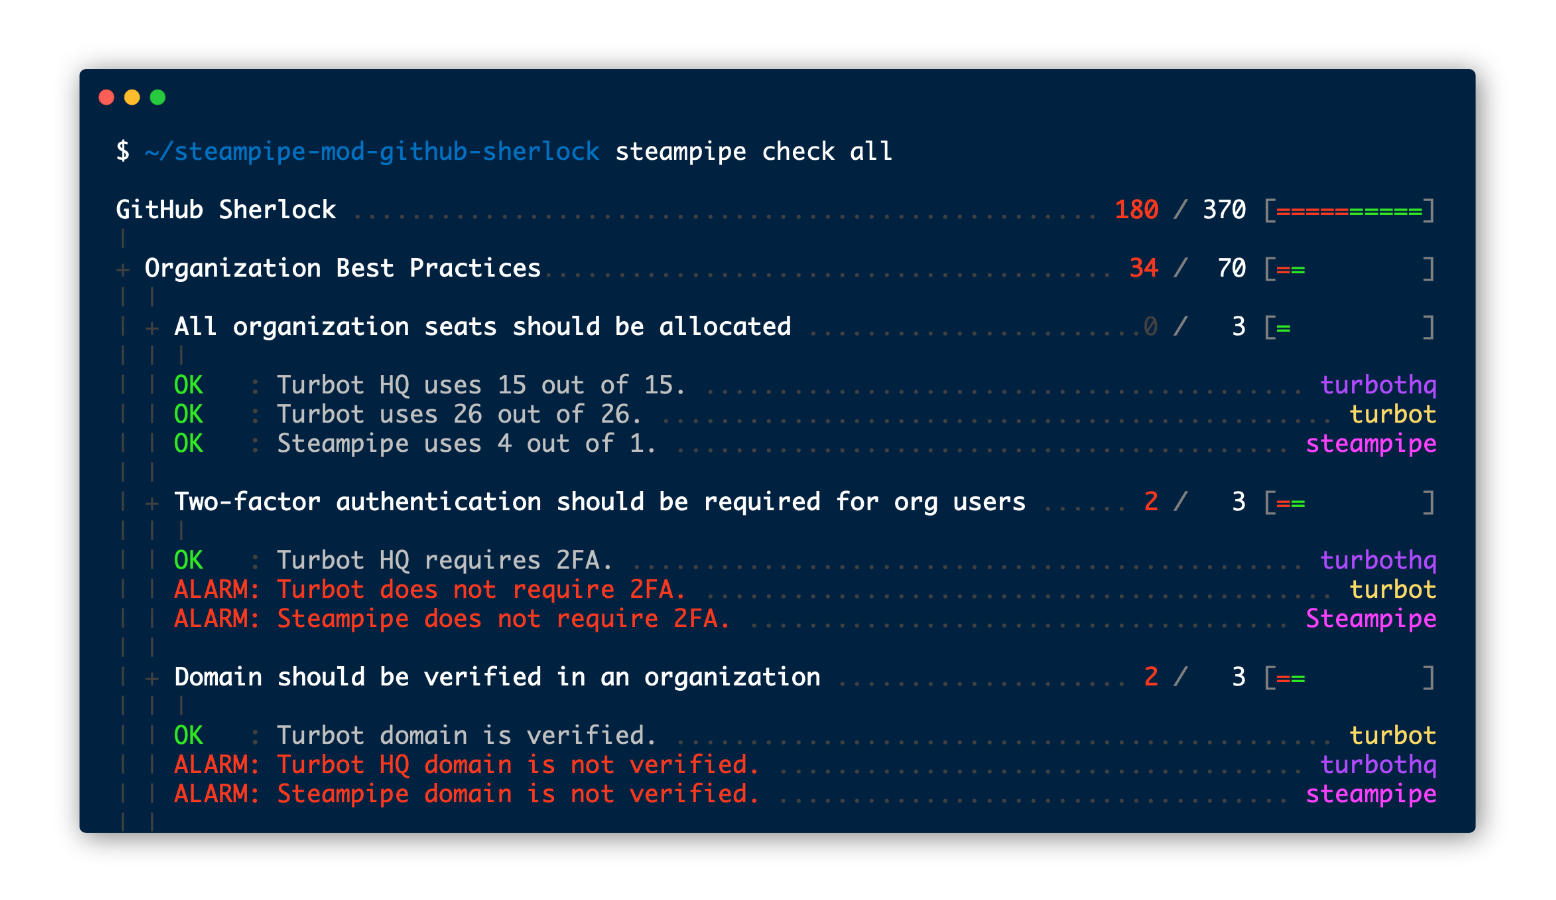 $ ~/steampipe-mod-github-sherlock steampipe check all
GitHub Sherlock ................................................... 180 / 370 [==========]
|
+ Organization Best Practices....................................... 34 /  70 [==        ]
| |
| + All organization seats should be allocated .......................0 /   3 [=         ]
| | |
| | OK   : Turbot HQ uses 15 out of 15. .......................................... turbothq
| | OK   : Turbot uses 26 out of 26. .............................................. turbot
| | OK   : Steampipe uses 4 out of 1. .......................................... steampipe
| |
| + Two-factor authentication should be required for org users ...... 2 /   3 [==        ]
| | |
| | OK   : Turbot HQ requires 2FA. .............................................. turbothq
| | ALARM: Turbot does not require 2FA. ........................................... turbot
| | ALARM: Steampipe does not require 2FA. ..................................... Steampipe
| |
| + Domain should be verified in an organization .................... 2 /   3 [==        ]
| | |
| | OK   : Turbot domain is verified. ............................................. turbot
| | ALARM: Turbot HQ domain is not verified. .................................... turbothq
| | ALARM: Steampipe domain is not verified. ................................... steampipe
| |